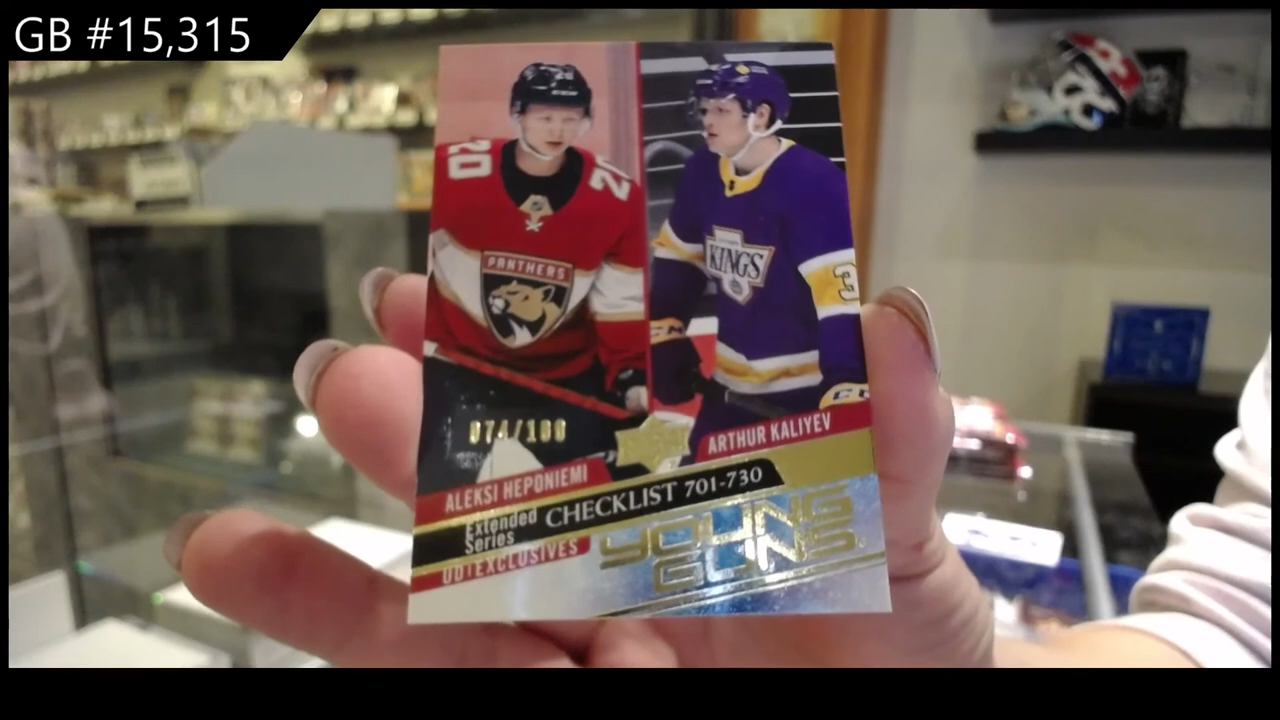 GB #15,315
20
20
PANTHERS
KINGS
3
074/100
ARTHUR KALIYEV
ALEKSI HEPONIEMI
CHECKLIST 701-730
Extended
Series
YOUNG
GUNS
UD EXCLUSIVES